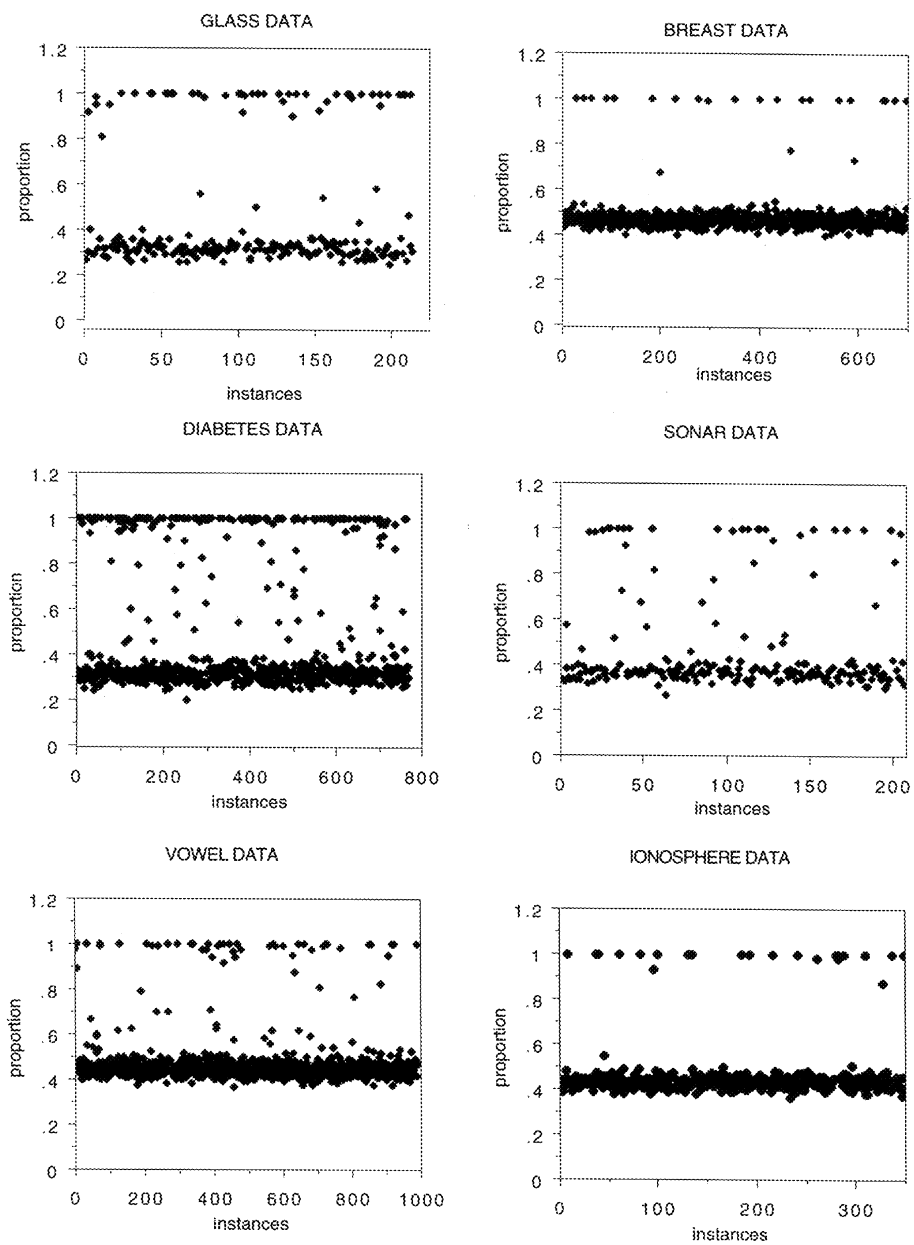 GLASS DATA
1.2
1
.8
.6
.4
.2
0
proportion
0 50 100 150 200
instances
BREAST DATA
1.2
1
.8
.6
.4
.2
0
proportion
0 200 400 600
instances
DIABETES DATA
1.2
1
.8
.6
.4
.2
0
proportion
0 200 400 600 800
instances
SONAR DATA
1.2
1
.8
.6
.4
.2
0
proportion
0 50 100 150 200
instances
VOWEL DATA
1.2
1
.8
.6
.4
.2
0
proportion
0 200 400 600 800 1000
instances
IONOSPHERE DATA
1.2
1
.8
.6
.4
.2
0
proportion
0 100 200 300
instances